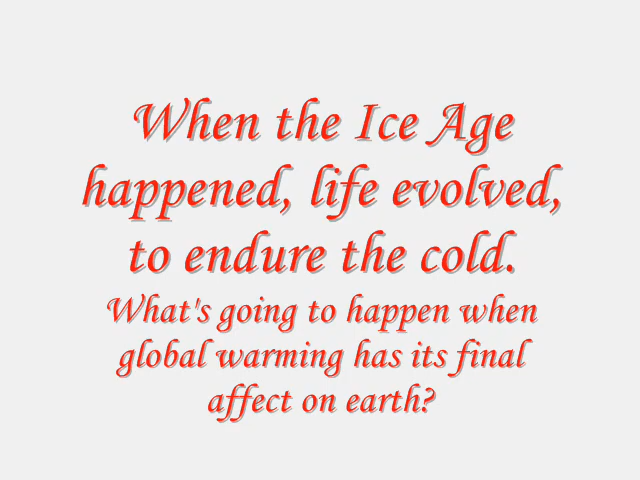 When the Ice Age
happened, life evolved,
to endure the cold.
What's going to happen when
global warming has its final
affect on earth?